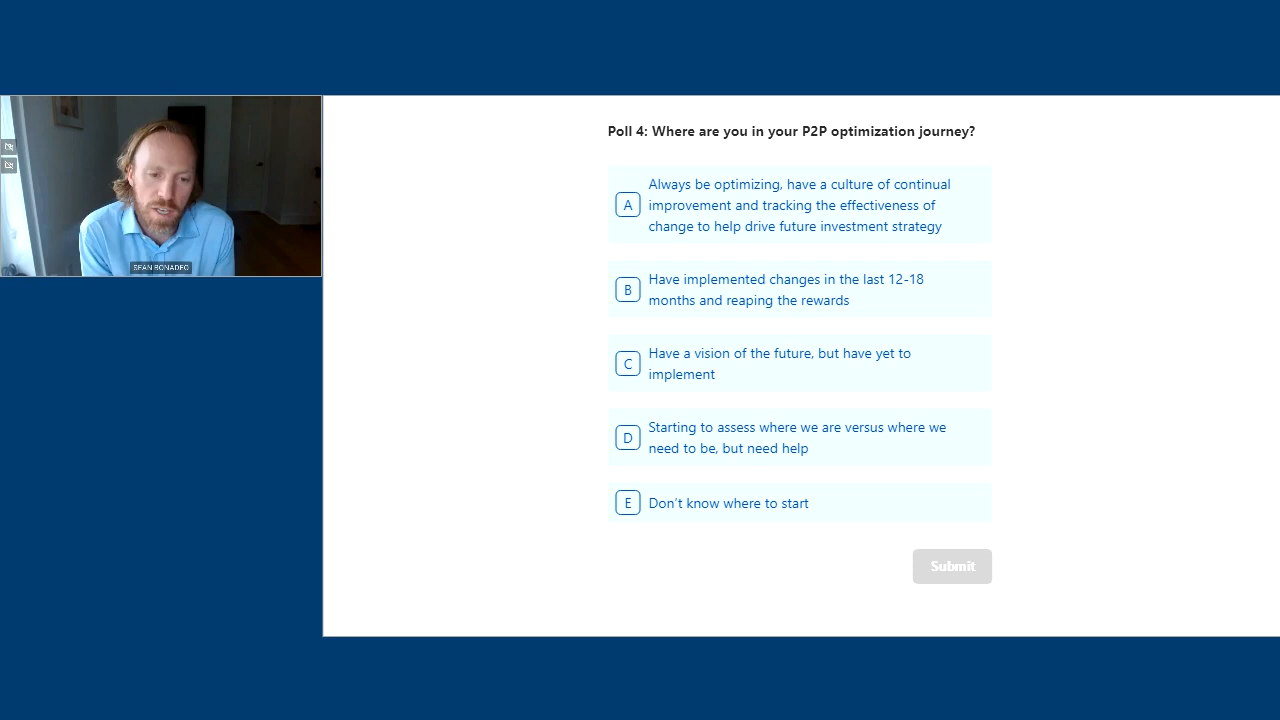 SEAN BONADEO
Poll 4: Where are you in your P2P optimization journey?
A
Always be optimizing, have a culture of continual
improvement and tracking the effectiveness of
change to help drive future investment strategy
B
Have implemented changes in the last 12-18
months and reaping the rewards
C
Have a vision of the future, but have yet to
implement
D
Starting to assess where we are versus where we
need to be, but need help
E
Don’t know where to start
Submit